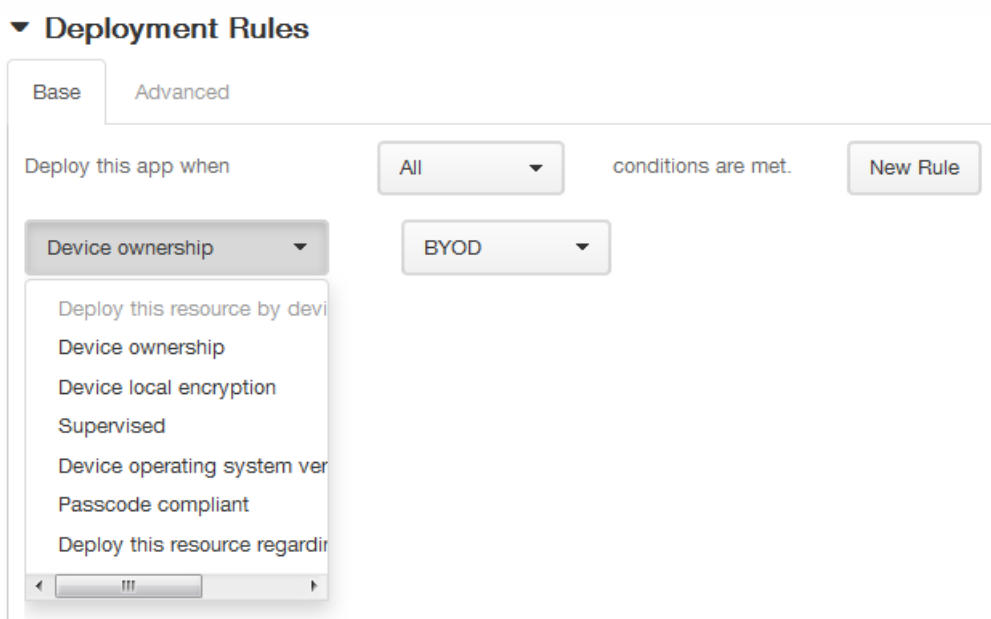 Deployment Rules
Base Advanced
Deploy this app when All conditions are met. New Rule
Device ownership BYOD
Deploy this resource by devi
Device ownership
Device local encryption
Supervised
Device operating system ver
Passcode compliant
Deploy this resource regardin